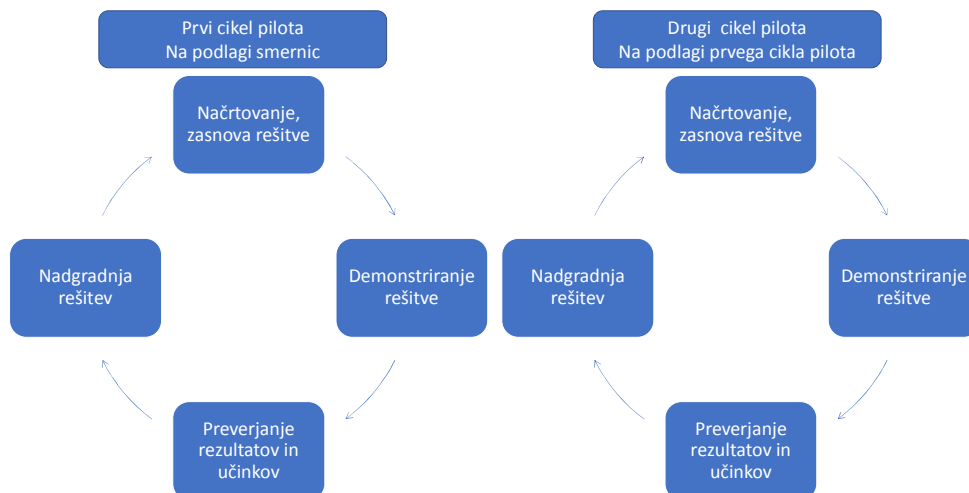 Prvi cikel pilota
Na podlagi smernic
Načrtovanje,
zasnova rešitve
Nadgradnja
rešitev
Demonstriranje
rešitve
Preverjanje
rezultatov in
učinkov
Drugi cikel pilota
Na podlagi prvega cikla pilota
Načrtovanje,
zasnova rešitve
Nadgradnja
rešitev
Demonstriranje
rešitve
Preverjanje
rezultatov in
učinkov